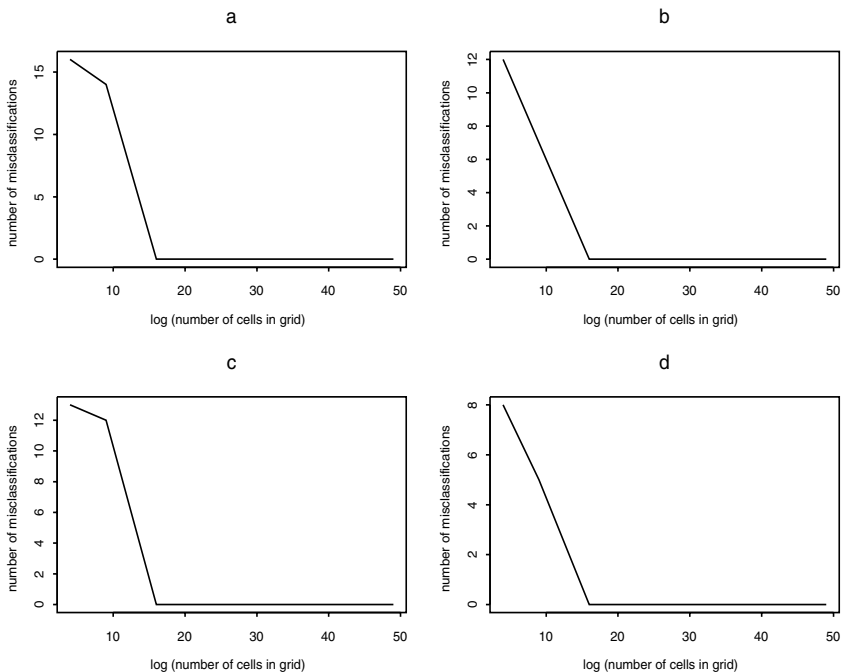 a
number of misclassifications
15
10
5
0
10 20 30 40 50
log (number of cells in grid)
b
number of misclassifications
12
10
8
6
4
2
0
10 20 30 40 50
log (number of cells in grid)
c
number of misclassifications
12
10
8
6
4
2
0
10 20 30 40 50
log (number of cells in grid)
d
number of misclassifications
8
6
4
2
0
10 20 30 40 50
log (number of cells in grid)